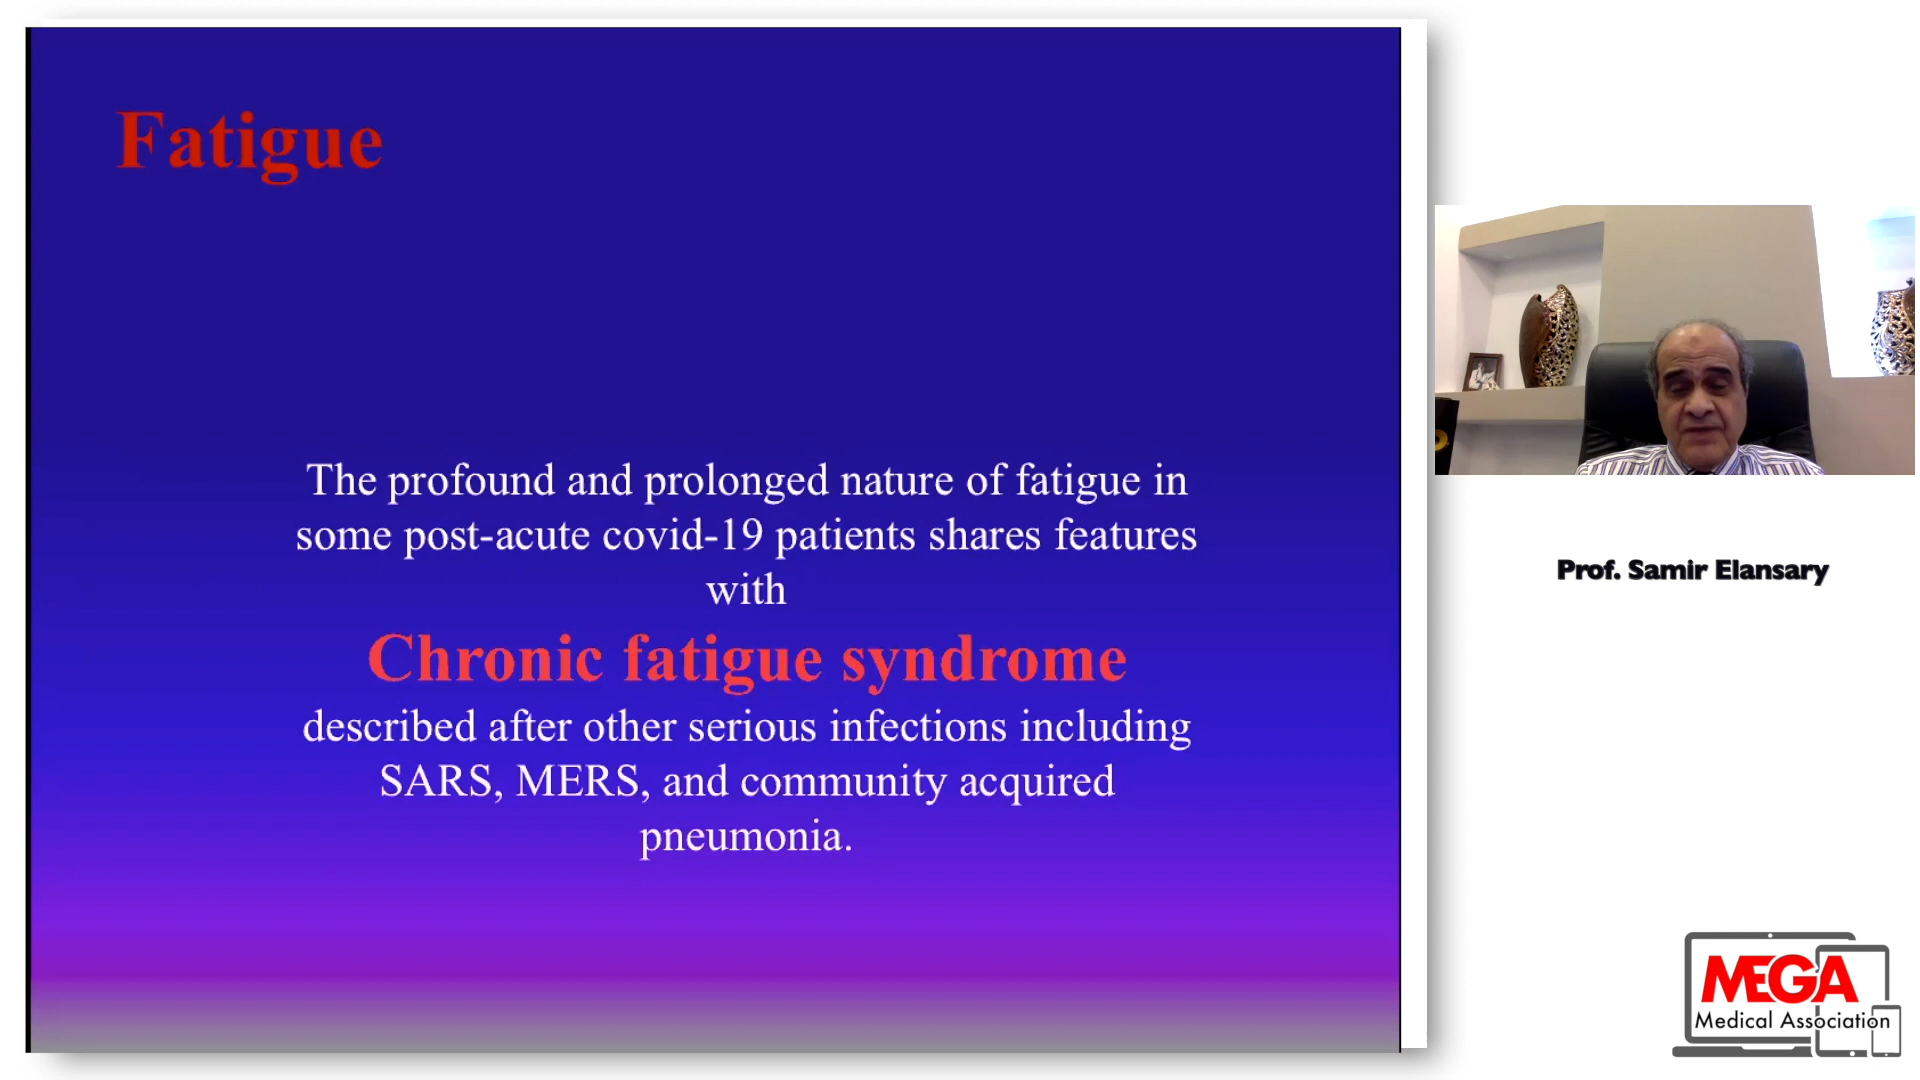 Fatigue
The profound and prolonged nature of fatigue in
some post-acute covid-19 patients shares features
with
Chronic fatigue syndrome
described after other serious infections including
SARS, MERS, and community acquired
pneumonia.
Prof. Samir Elansary
MEGA
Medical Association